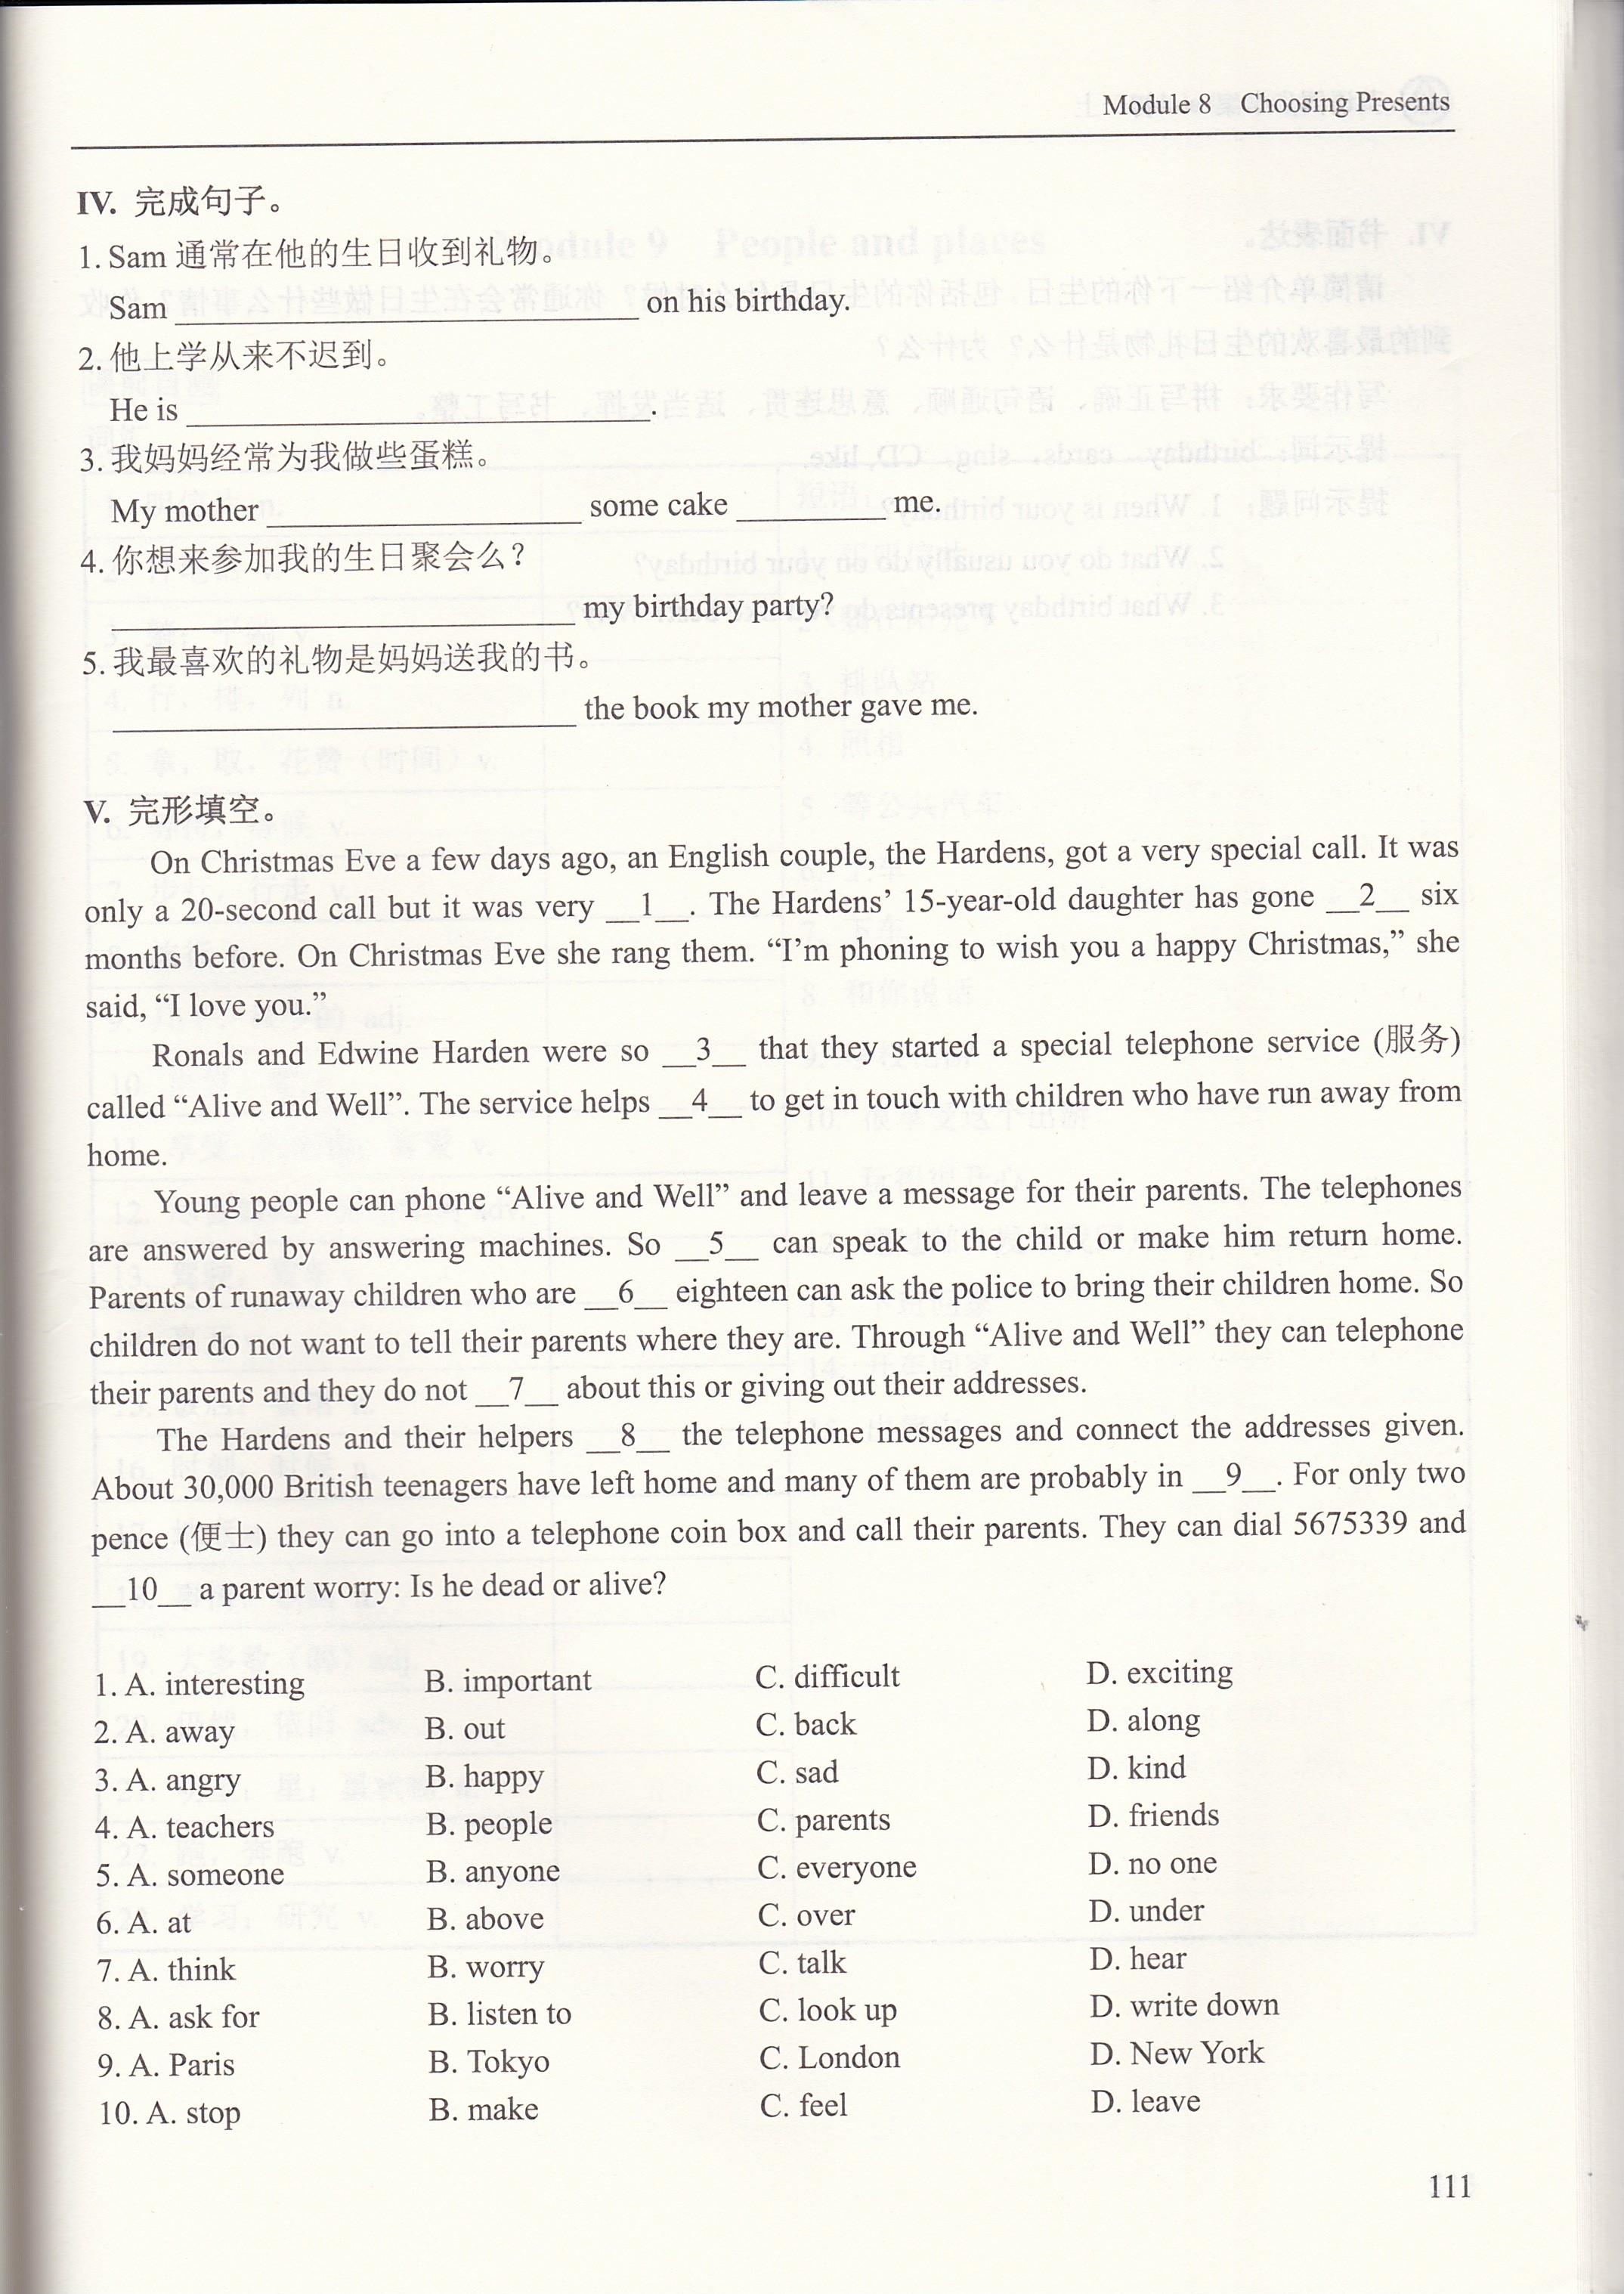 Module 8 Choosing Presents
IV. 完成句子。
1. Sam 通常在他的生日收到礼物。
Sam ______________ on his birthday.
2. 他上学从来不迟到。
He is ______________.
3. 我妈妈经常为我做些蛋糕。
My mother ______________ some cake ________ me.
4. 你想来参加我的生日聚会么？
______________ my birthday party?
5. 我最喜欢的礼物是妈妈送我的书。
______________ the book my mother gave me.
V. 完形填空。
On Christmas Eve a few days ago, an English couple, the Hardens, got a very special call. It was
only a 20-second call but it was very __1__. The Hardens’ 15-year-old daughter has gone __2__ six
months before. On Christmas Eve she rang them. “I’m phoning to wish you a happy Christmas,” she
said, “I love you.”
Ronals and Edwine Harden were so __3__ that they started a special telephone service (服务)
called “Alive and Well”. The service helps __4__ to get in touch with children who have run away from
home.
Young people can phone “Alive and Well” and leave a message for their parents. The telephones
are answered by answering machines. So __5__ can speak to the child or make him return home.
Parents of runaway children who are __6__ eighteen can ask the police to bring their children home. So
children do not want to tell their parents where they are. Through “Alive and Well” they can telephone
their parents and they do not __7__ about this or giving out their addresses.
The Hardens and their helpers __8__ the telephone messages and connect the addresses given.
About 30,000 British teenagers have left home and many of them are probably in __9__. For only two
pence (便士) they can go into a telephone coin box and call their parents. They can dial 5675339 and
__10__ a parent worry: Is he dead or alive?
1. A. interesting B. important C. difficult D. exciting
2. A. away B. out C. back D. along
3. A. angry B. happy C. sad D. kind
4. A. teachers B. people C. parents D. friends
5. A. someone B. anyone C. everyone D. no one
6. A. at B. above C. over D. under
7. A. think B. worry C. talk D. hear
8. A. ask for B. listen to C. look up D. write down
9. A. Paris B. Tokyo C. London D. New York
10. A. stop B. make C. feel D. leave
111